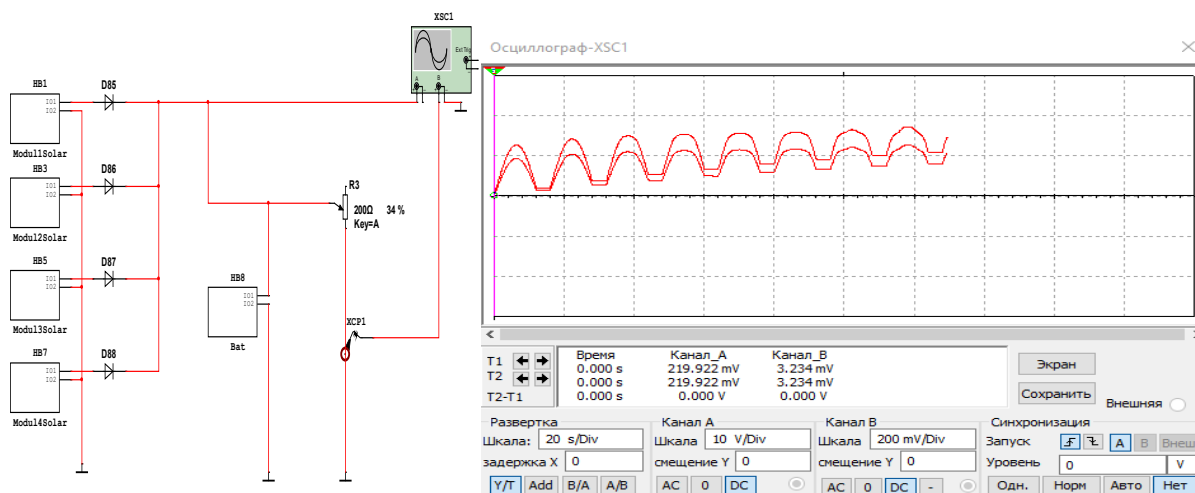 XSC1
Ext Trig
A
B
HB1
IO1
IO2
Modul1Solar
D85
HB3
IO1
IO2
Modul2Solar
D86
HB5
IO1
IO2
Modul3Solar
D87
HB7
IO1
IO2
Modul4Solar
D88
R3
200Ω 34 %
Key=A
HB8
IO1
IO2
Bat
XCP1
Осциллограф-XSC1
Время Канал_A Канал_B
T1 0.000 s 219.922 mV 3.234 mV
T2 0.000 s 219.922 mV 3.234 mV
T2-T1 0.000 s 0.000 V 0.000 V
Экран
Сохранить
Внешняя
Развертка
Шкала: 20 s/Div
задержка X 0
Y/T Add B/A A/B
Канал A
Шкала 10 V/Div
смещение Y 0
AC 0 DC
Канал B
Шкала 200 mV/Div
смещение Y 0
AC 0 DC -
Синхронизация
Запуск A B Внеш
Уровень 0 V
Одн. Норм Авто Нет